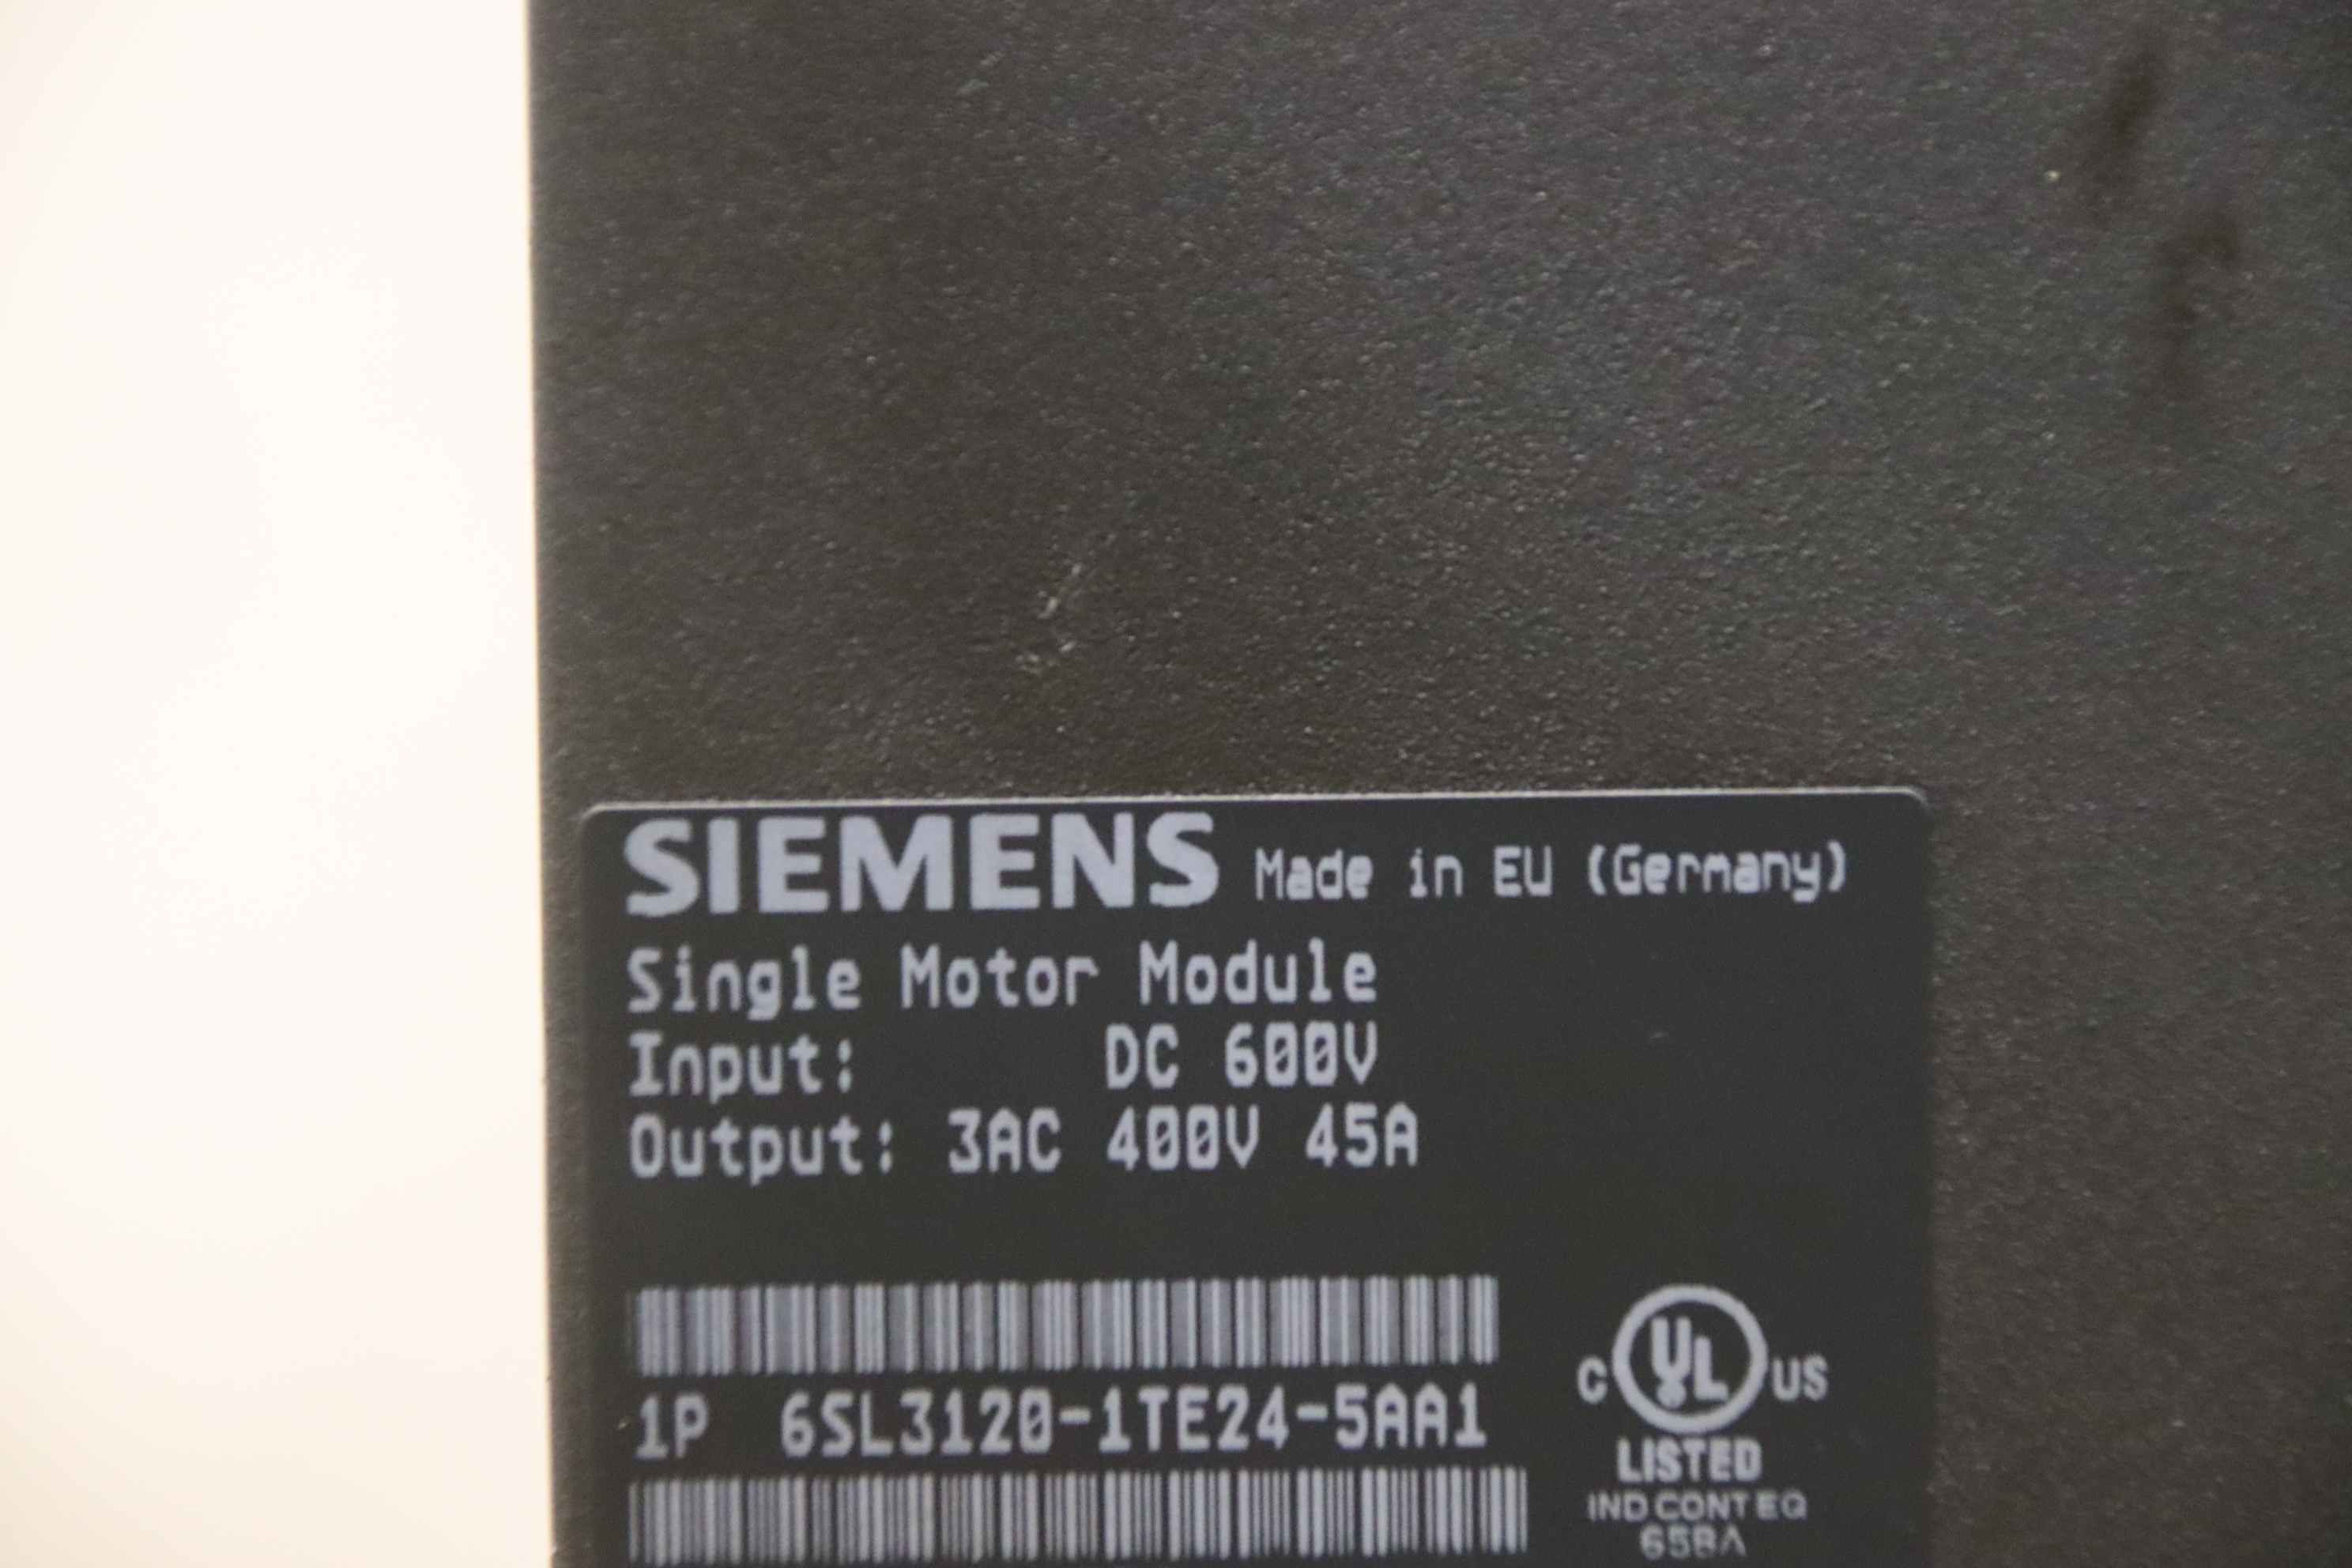 SIEMENS Made in EU (Germany)
Single Motor Module
Input: DC 600V
Output: 3AC 400V 45A
1P 6SL3120-1TE24-5AA1
C UL US
LISTED
IND CONT EQ
65BA